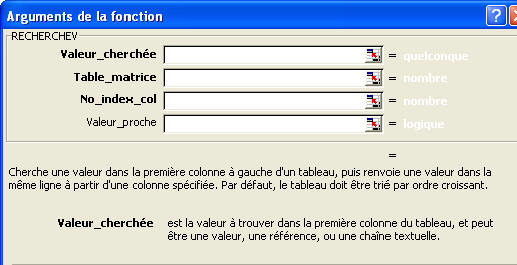 Arguments de la fonction
RECHERCHEV
Valeur_cherchée = quelconque
Table_matrice = nombre
No_index_col = nombre
Valeur_proche = logique
=
Cherche une valeur dans la première colonne à gauche d'un tableau, puis renvoie une valeur dans la
même ligne à partir d'une colonne spécifiée. Par défaut, le tableau doit être trié par ordre croissant.
Valeur_cherchée est la valeur à trouver dans la première colonne du tableau, et peut
être une valeur, une référence, ou une chaîne textuelle.